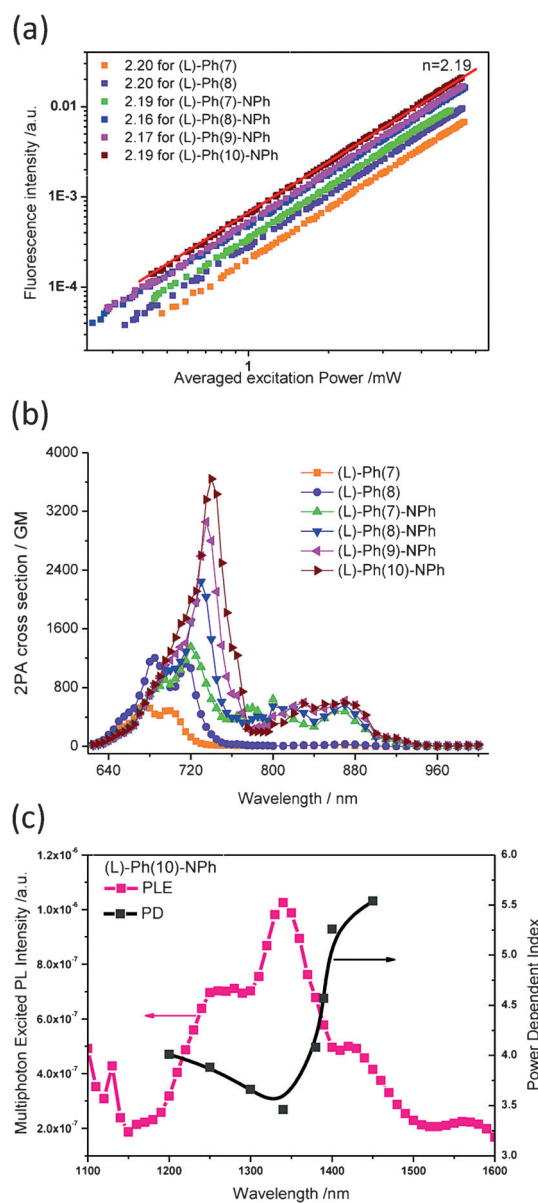 (a)
2.20 for (L)-Ph(7)
2.20 for (L)-Ph(8)
2.19 for (L)-Ph(7)-NPh
2.16 for (L)-Ph(8)-NPh
2.17 for (L)-Ph(9)-NPh
2.19 for (L)-Ph(10)-NPh
n=2.19
Fluorescence intensity /a.u.
0.01
1E-3
1E-4
1
Averaged excitation Power /mW
(b)
2PA cross section / GM
4000
3200
2400
1600
800
0
(L)-Ph(7)
(L)-Ph(8)
(L)-Ph(7)-NPh
(L)-Ph(8)-NPh
(L)-Ph(9)-NPh
(L)-Ph(10)-NPh
640 720 800 880 960
Wavelength / nm
(c)
Multiphoton Excited PL Intensity /a.u.
1.2x10⁻⁶
1.0x10⁻⁶
8.0x10⁻⁷
6.0x10⁻⁷
4.0x10⁻⁷
2.0x10⁻⁷
(L)-Ph(10)-NPh
PLE
PD
6.0
5.5
5.0
4.5
4.0
3.5
3.0
Power Dependent Index
1100 1200 1300 1400 1500 1600
Wavelength /nm